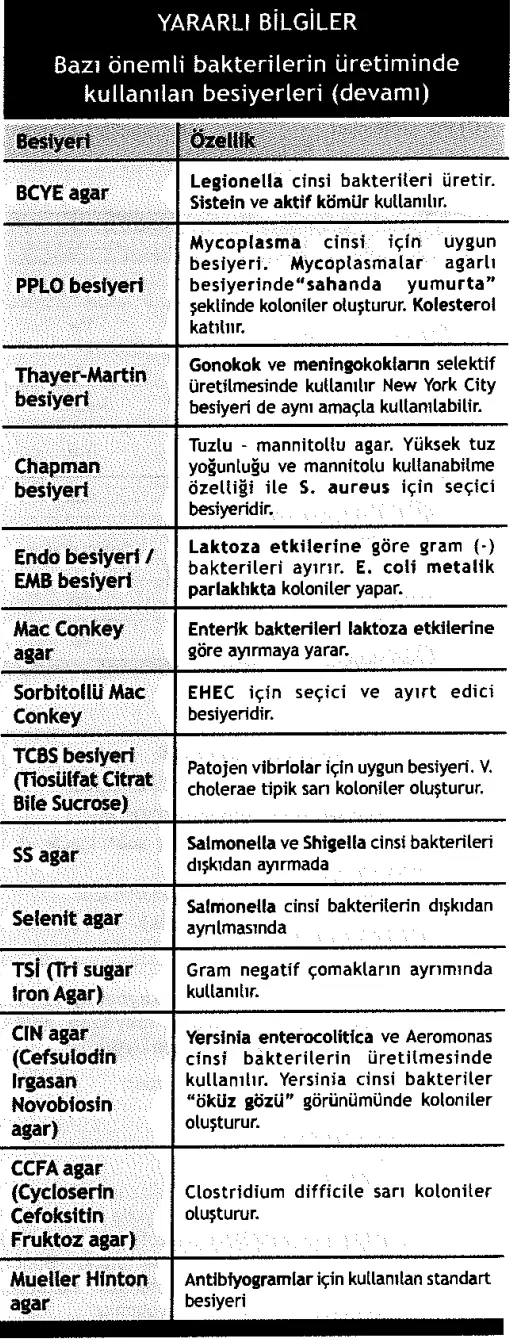 YARARLI BİLGİLER
Bazı önemli bakterilerin üretiminde
kullanılan besiyerleri (devamı)
Besiyeri
Özellik
BCYE agar
Legionella cinsi bakterileri üretir.
Sistein ve aktif kömür kullanılır.
PPLO besiyeri
Mycoplasma cinsi için uygun
besiyeri. Mycoplasmalar agarlı
besiyerinde"sahanda yumurta"
şeklinde koloniler oluşturur. Kolesterol
katılıır.
Thayer-Martin
besiyeri
Gonokok ve meningokokların selektif
üretilmesinde kullanılır New York City
besiyeri de aynı amaçla kullanılabilir.
Chapman
besiyeri
Tuzlu - mannitollu agar. Yüksek tuz
yoğunluğu ve mannitolu kullanabilme
özelliği ile S. aureus için seçici
besiyeridir.
Endo besiyeri /
EMB besiyeri
Laktoza etkilerine göre gram (-)
bakterileri ayırır. E. coli metalik
parlaklıkta koloniler yapar.
Mac Conkey
agar
Enterik bakterileri laktoza etkilerine
göre ayırmaya yarar.
Sorbitollü Mac
Conkey
EHEC için seçici ve ayırt edici
besiyeridir.
TCBS besiyeri
(Tiosülfat Citrat
Bile Sucrose)
Patojen vibriolar için uygun besiyeri. V.
cholerae tipik sarı koloniler oluşturur.
SS agar
Salmonella ve Shigella cinsi bakterileri
dışkıdan ayırmada
Selenit agar
Salmonella cinsi bakterilerin dışkıdan
ayrılmasında
TSİ (Tri sugar
Iron Agar)
Gram negatif çomakların ayrımında
kullanılır.
CIN agar
(Cefsulodin
Irgasan
Novobiosin
agar)
Yersinia enterocolitica ve Aeromonas
cinsi bakterilerin üretilmesinde
kullanılır. Yersinia cinsi bakteriler
"öküz gözü" görünümünde koloniler
oluşturur.
CCFA agar
(Cycloserin
Cefoksitin
Fruktoz agar)
Clostridium difficile sarı koloniler
oluşturur.
Mueller Hinton
agar
Antibiyogramlar için kullanılan standart
besiyeri